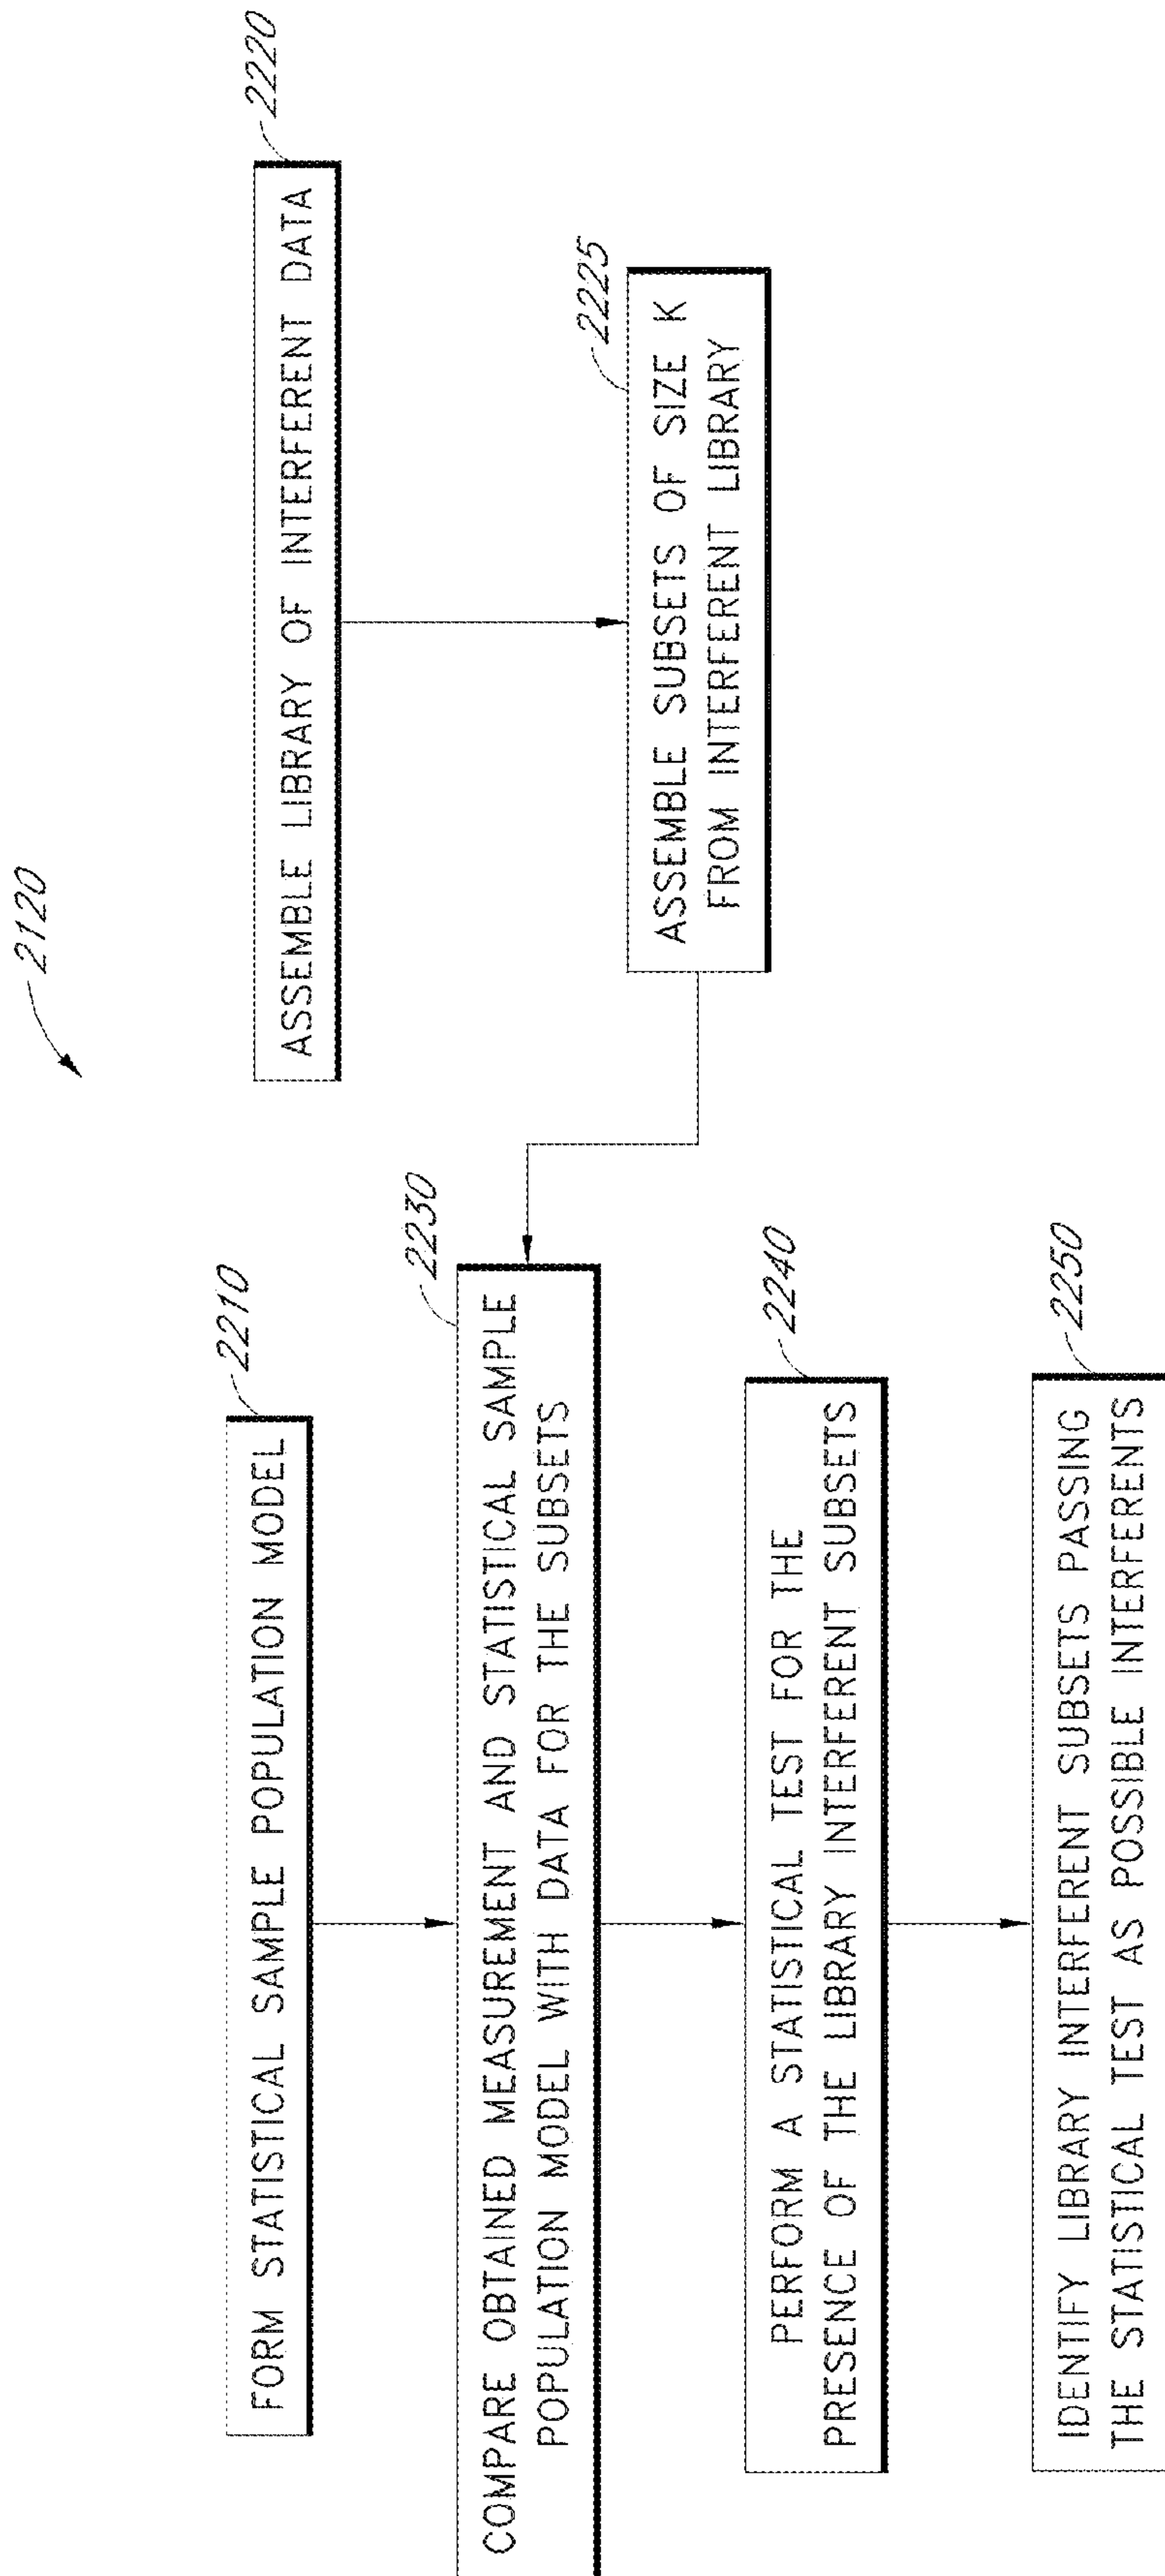 2120
2210
FORM STATISTICAL SAMPLE POPULATION MODEL
2220
ASSEMBLE LIBRARY OF INTERFERENT DATA
2225
ASSEMBLE SUBSETS OF SIZE K
FROM INTERFERENT LIBRARY
2230
COMPARE OBTAINED MEASUREMENT AND STATISTICAL SAMPLE
POPULATION MODEL WITH DATA FOR THE SUBSETS
2240
PERFORM A STATISTICAL TEST FOR THE
PRESENCE OF THE LIBRARY INTERFERENT SUBSETS
2250
IDENTIFY LIBRARY INTERFERENT SUBSETS PASSING
THE STATISTICAL TEST AS POSSIBLE INTERFERENTS